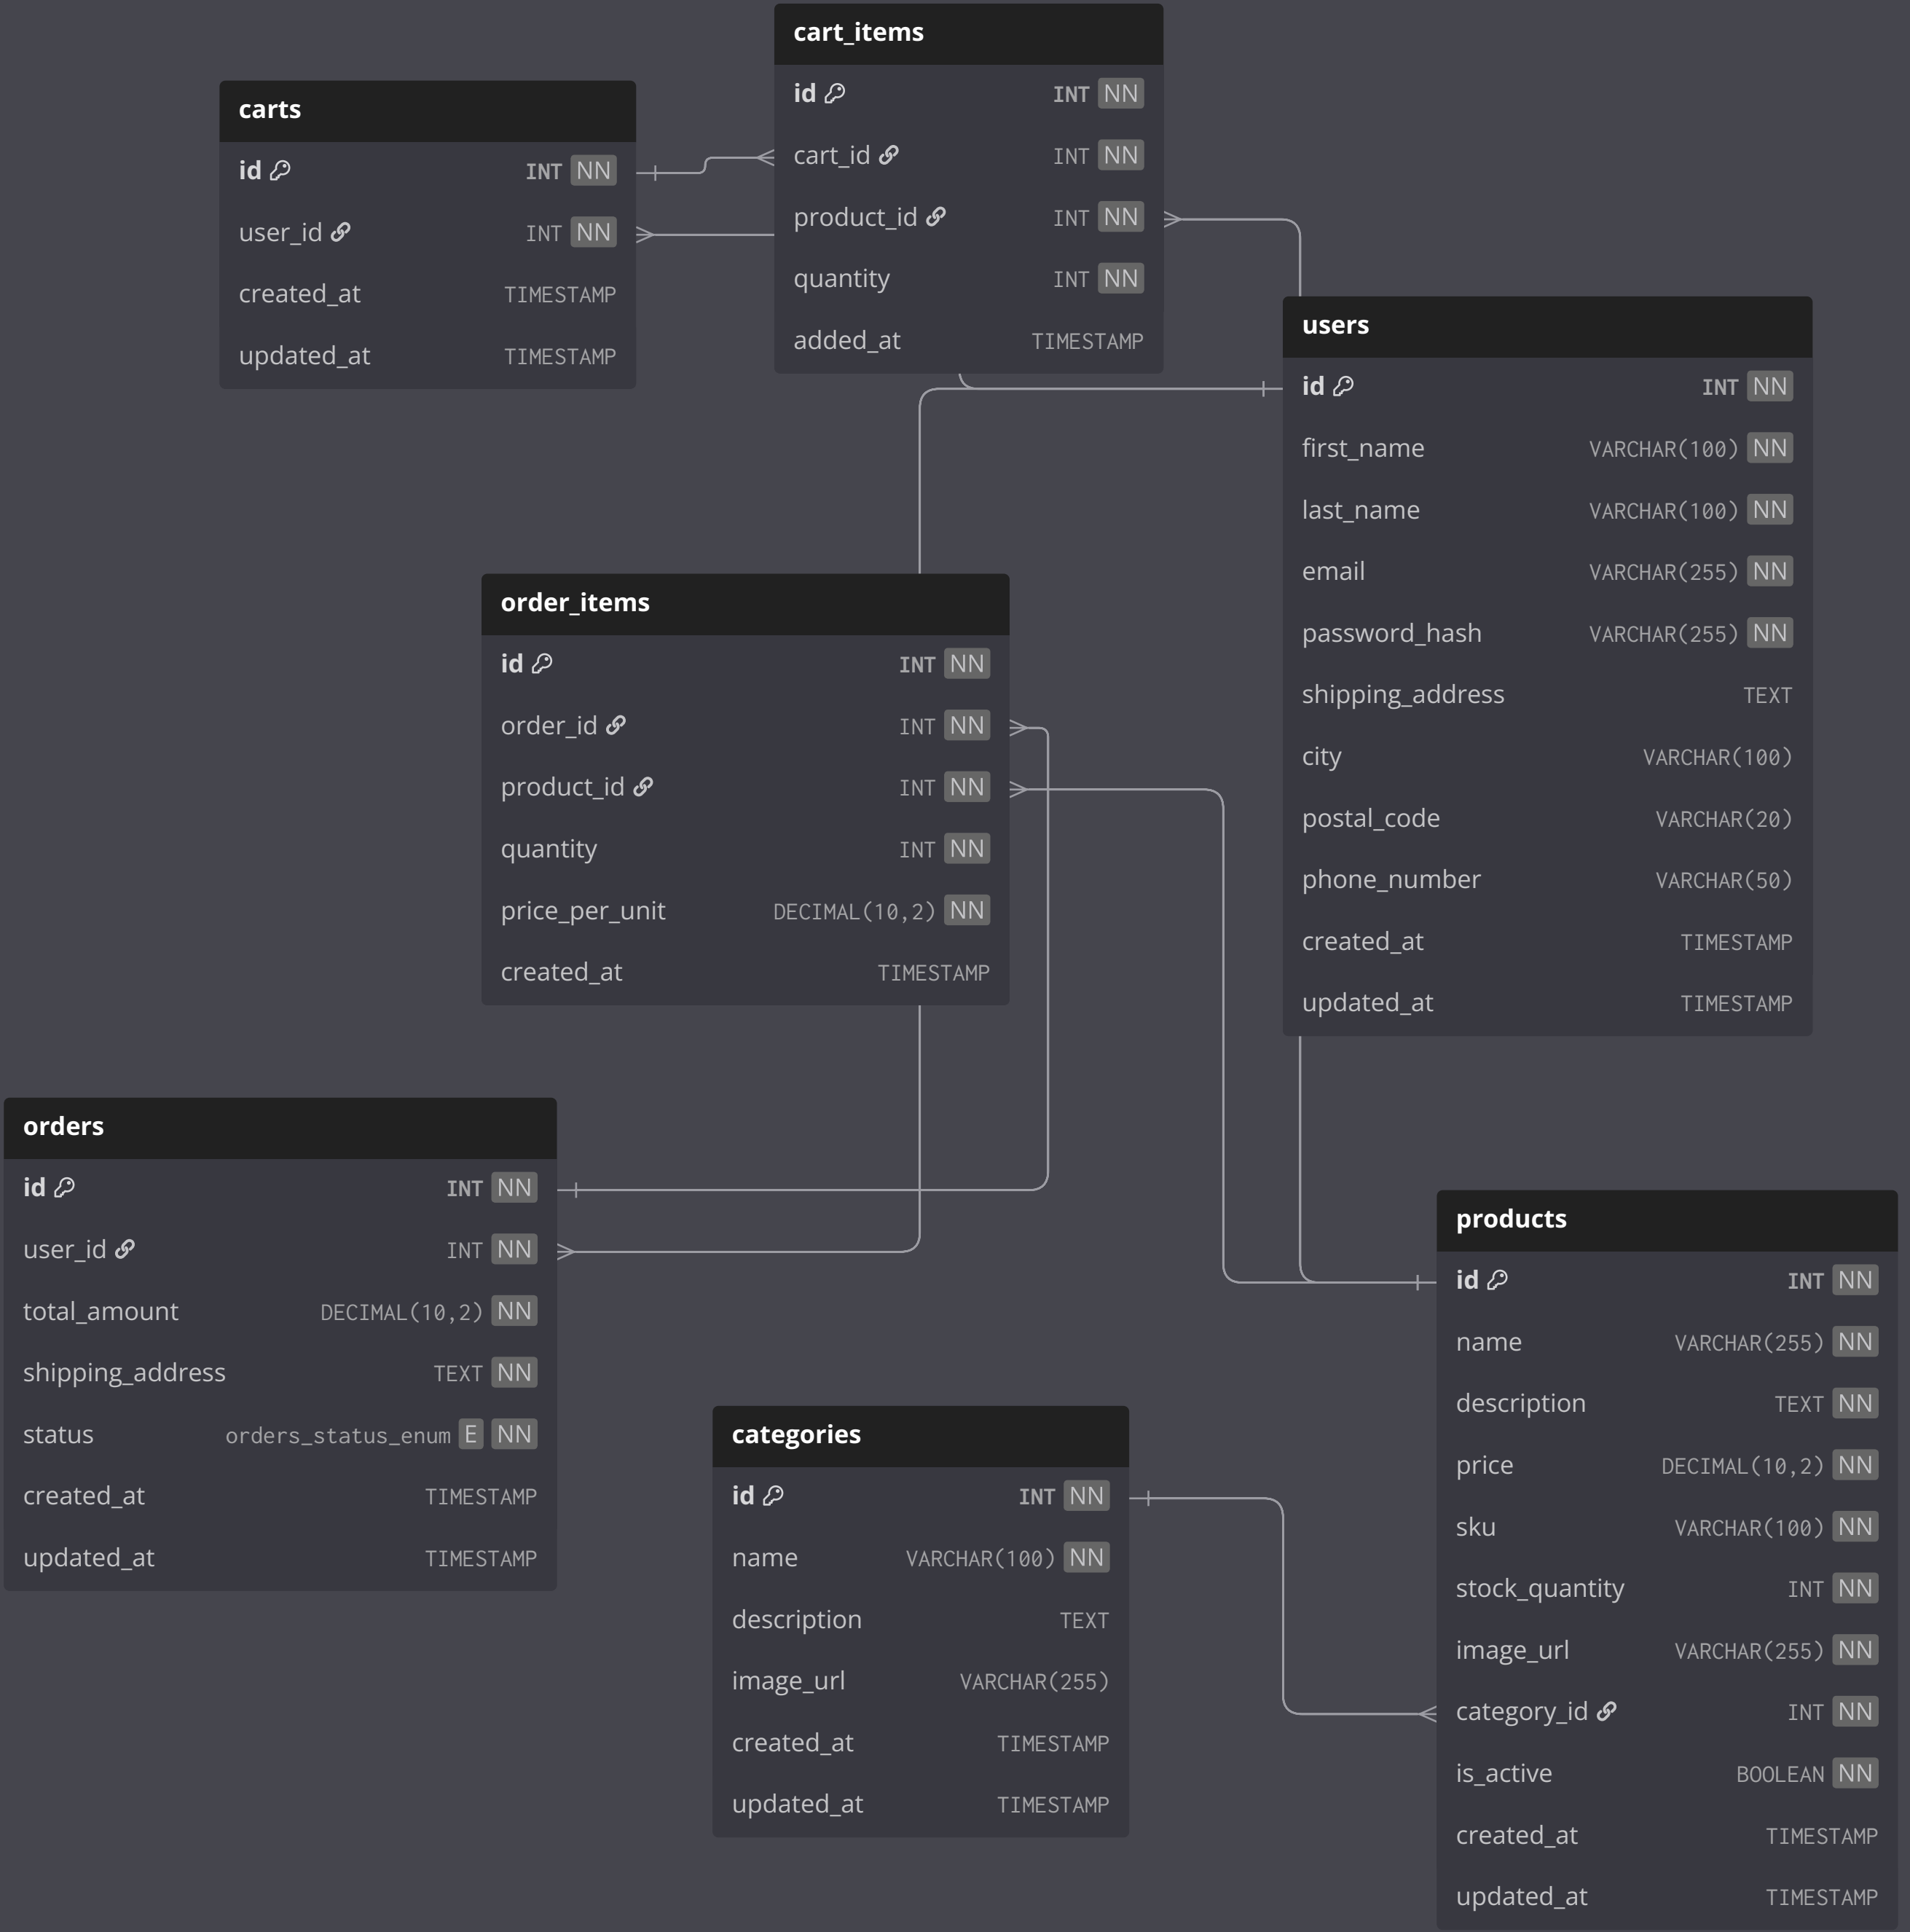 cart_items
id INT NN
cart_id INT NN
product_id INT NN
quantity INT NN
added_at TIMESTAMP
carts
id INT NN
user_id INT NN
created_at TIMESTAMP
updated_at TIMESTAMP
users
id INT NN
first_name VARCHAR(100) NN
last_name VARCHAR(100) NN
email VARCHAR(255) NN
password_hash VARCHAR(255) NN
shipping_address TEXT
city VARCHAR(100)
postal_code VARCHAR(20)
phone_number VARCHAR(50)
created_at TIMESTAMP
updated_at TIMESTAMP
order_items
id INT NN
order_id INT NN
product_id INT NN
quantity INT NN
price_per_unit DECIMAL(10,2) NN
created_at TIMESTAMP
orders
id INT NN
user_id INT NN
total_amount DECIMAL(10,2) NN
shipping_address TEXT NN
status orders_status_enum E NN
created_at TIMESTAMP
updated_at TIMESTAMP
products
id INT NN
name VARCHAR(255) NN
description TEXT NN
price DECIMAL(10,2) NN
sku VARCHAR(100) NN
stock_quantity INT NN
image_url VARCHAR(255) NN
category_id INT NN
is_active BOOLEAN NN
created_at TIMESTAMP
updated_at TIMESTAMP
categories
id INT NN
name VARCHAR(100) NN
description TEXT
image_url VARCHAR(255)
created_at TIMESTAMP
updated_at TIMESTAMP